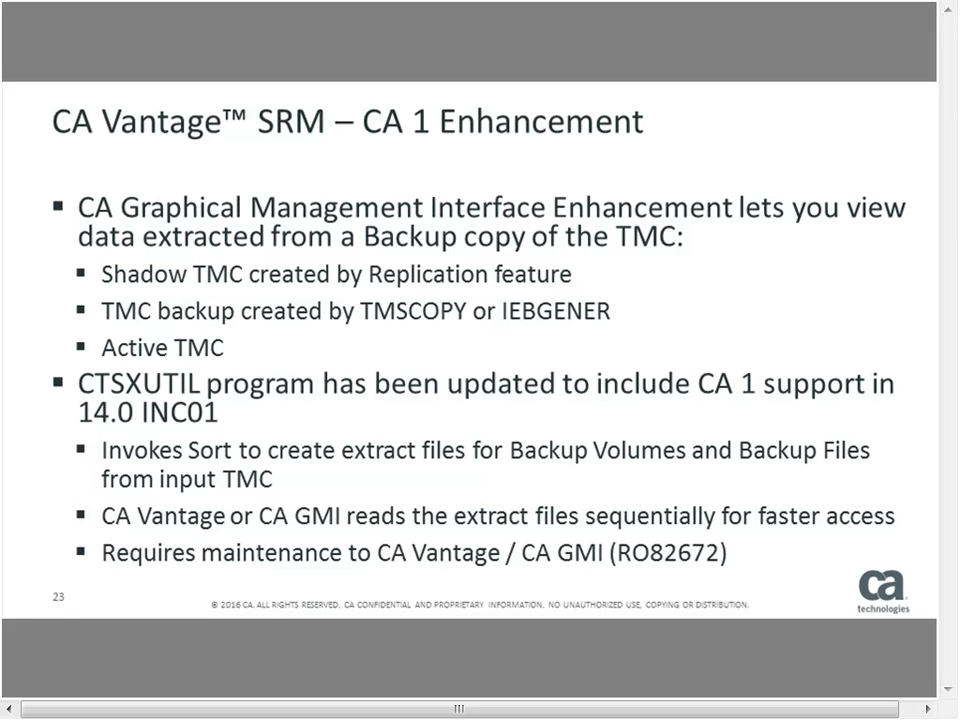 CA Vantage™ SRM – CA 1 Enhancement
▪ CA Graphical Management Interface Enhancement lets you view
data extracted from a Backup copy of the TMC:
▪ Shadow TMC created by Replication feature
▪ TMC backup created by TMSCOPY or IEBGENER
▪ Active TMC
▪ CTSXUTIL program has been updated to include CA 1 support in
14.0 INC01
▪ Invokes Sort to create extract files for Backup Volumes and Backup Files
from input TMC
▪ CA Vantage or CA GMI reads the extract files sequentially for faster access
▪ Requires maintenance to CA Vantage / CA GMI (RO82672)
23
© 2016 CA. ALL RIGHTS RESERVED. CA CONFIDENTIAL AND PROPRIETARY INFORMATION. NO UNAUTHORIZED USE, COPYING OR DISTRIBUTION.
ca
technologies